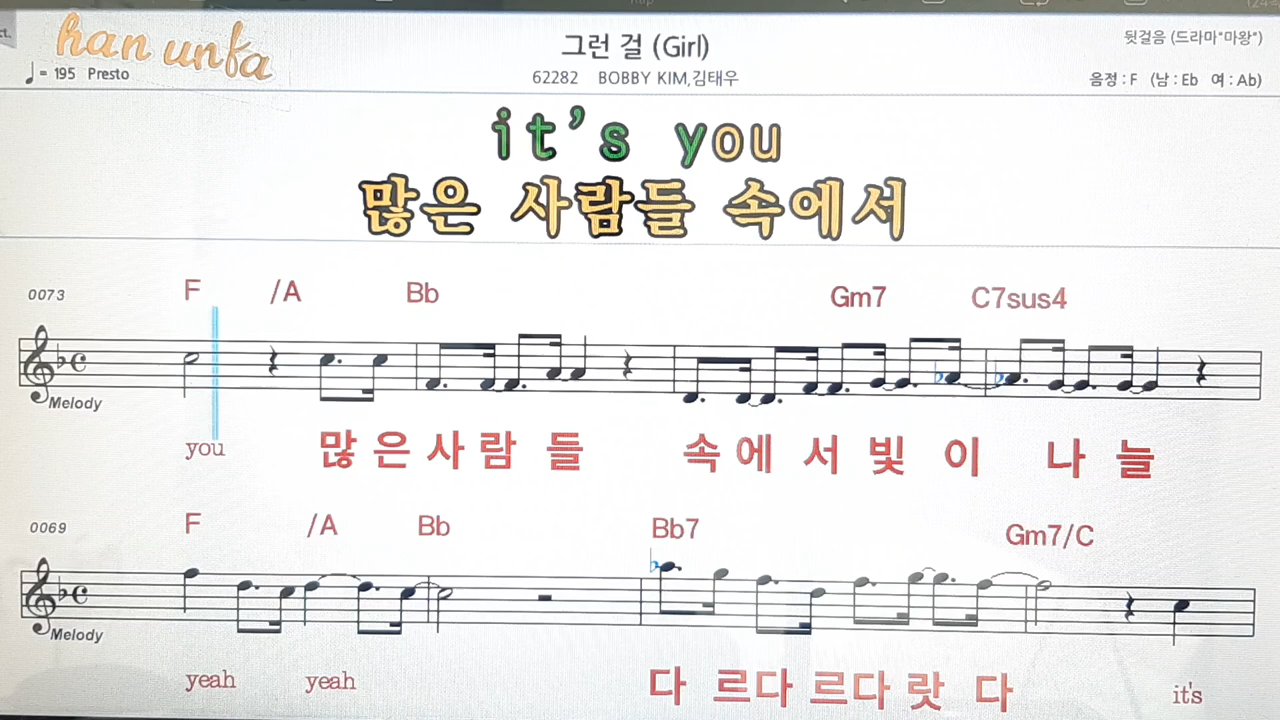 han unfa
♩= 195 Presto
그런 걸 (Girl)
62282 BOBBY KIM,김태우
뒷걸음 (드라마"마왕")
음정 : F (남 : Eb 여 : Ab)
it's you
많은 사람들 속에서
0073
F /A Bb Gm7 C7sus4
Melody
you 많 은 사 람 들 속 에 서 빛 이 나 늘
0069
F /A Bb Bb7 Gm7/C
Melody
yeah yeah 다 르다 르다 랏 다 it's